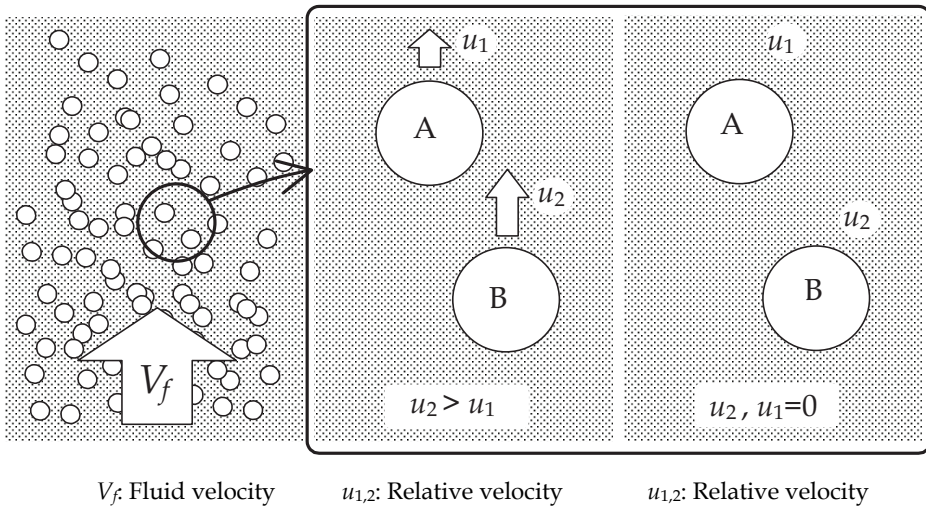 u1
A
u2
B
u2 > u1
u1
A
u2
B
u2 , u1=0
Vf
Vf: Fluid velocity
u1,2: Relative velocity
u1,2: Relative velocity